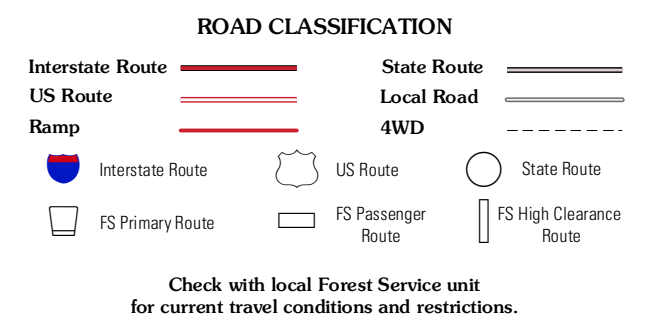 ROAD CLASSIFICATION
Interstate Route
State Route
US Route
Local Road
Ramp
4WD
Interstate Route
US Route
State Route
FS Primary Route
FS Passenger
Route
FS High Clearance
Route
Check with local Forest Service unit
for current travel conditions and restrictions.